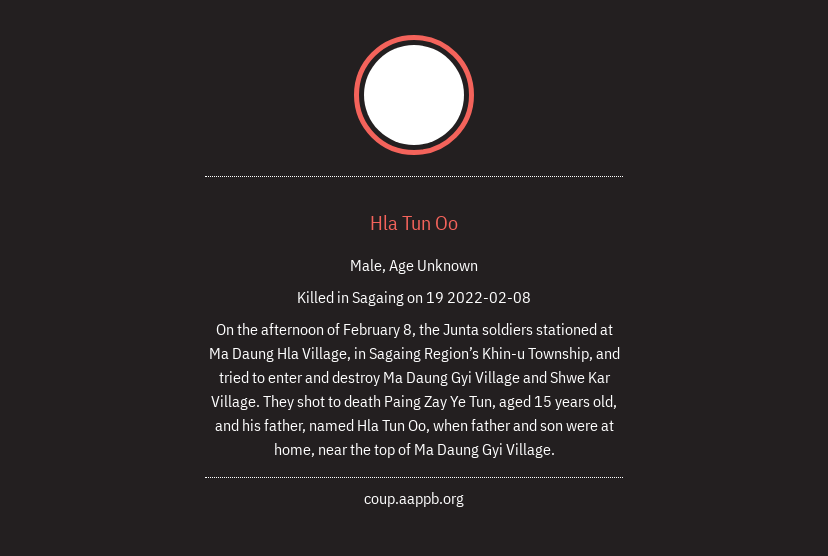 Hla Tun Oo
Male, Age Unknown
Killed in Sagaing on 19 2022-02-08
On the afternoon of February 8, the Junta soldiers stationed at
Ma Daung Hla Village, in Sagaing Region’s Khin-u Township, and
tried to enter and destroy Ma Daung Gyi Village and Shwe Kar
Village. They shot to death Paing Zay Ye Tun, aged 15 years old,
and his father, named Hla Tun Oo, when father and son were at
home, near the top of Ma Daung Gyi Village.
coup.aappb.org